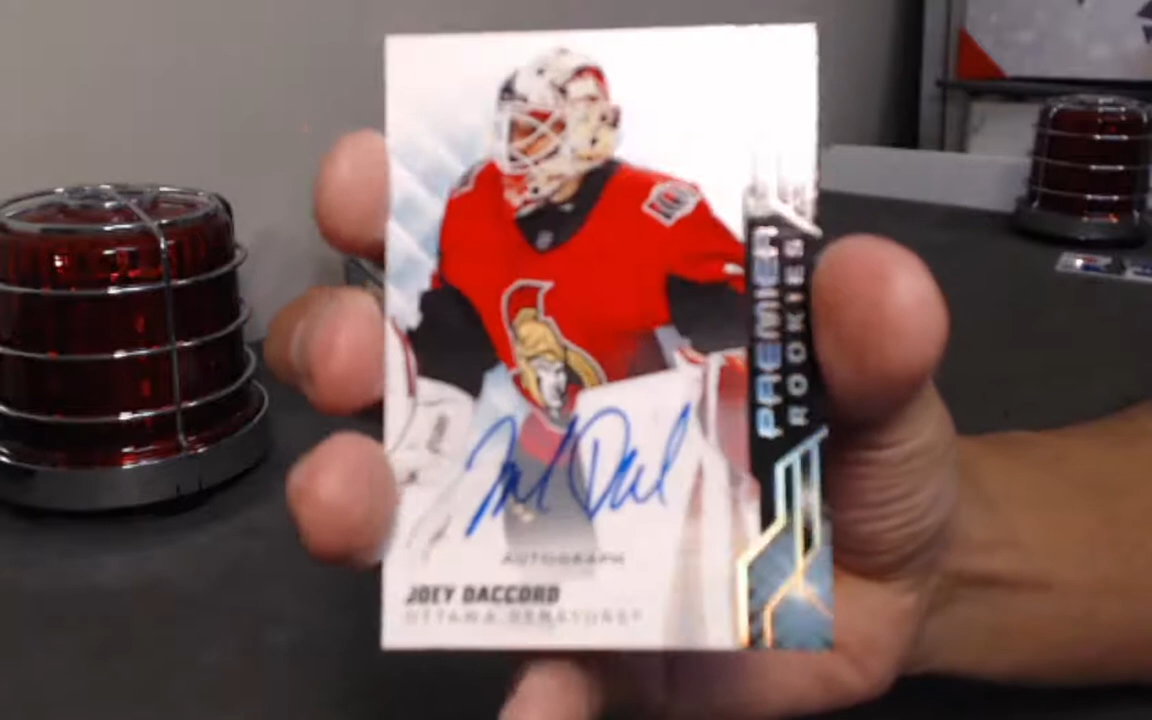 PREMIER
ROOKIES
AUTOGRAPH
JOEY DACCORD
OTTAWA SENATORS